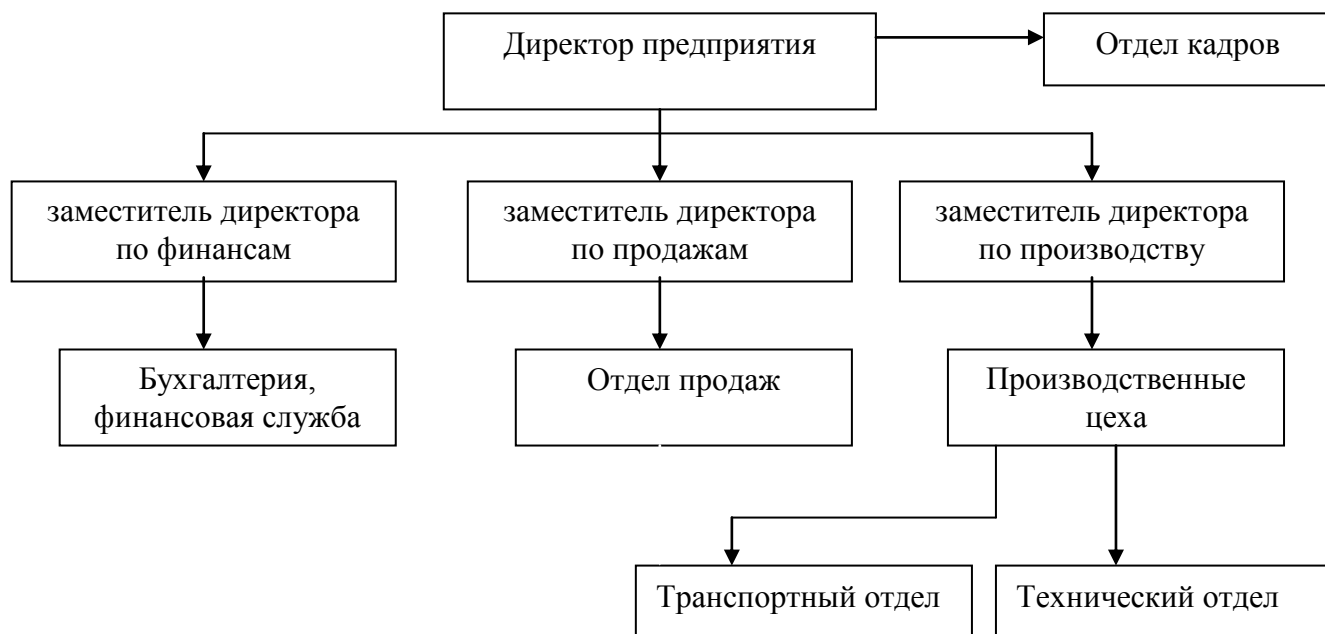 Директор предприятия
Отдел кадров
заместитель директора
по финансам
заместитель директора
по продажам
заместитель директора
по производству
Бухгалтерия,
финансовая служба
Отдел продаж
Производственные
цеха
Транспортный отдел
Технический отдел